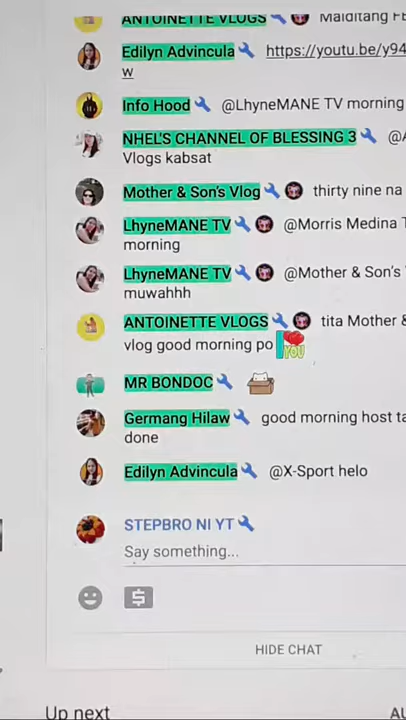 ANTOINETTE VLOGS Malditang
Edilyn Advincula https://youtu.be/y94
w
Info Hood @LhyneMANE TV morning
NHEL'S CHANNEL OF BLESSING 3
Vlogs kabsat
Mother & Son's Vlog thirty nine na
LhyneMANE TV @Morris Medina T
morning
LhyneMANE TV @Mother & Son's
muwahhh
ANTOINETTE VLOGS tita Mother &
vlog good morning po YOU
MR BONDOC
Germang Hilaw good morning host ta
done
Edilyn Advincula @X-Sport helo
STEPBRO NI YT
Say something...
$
HIDE CHAT
Up next